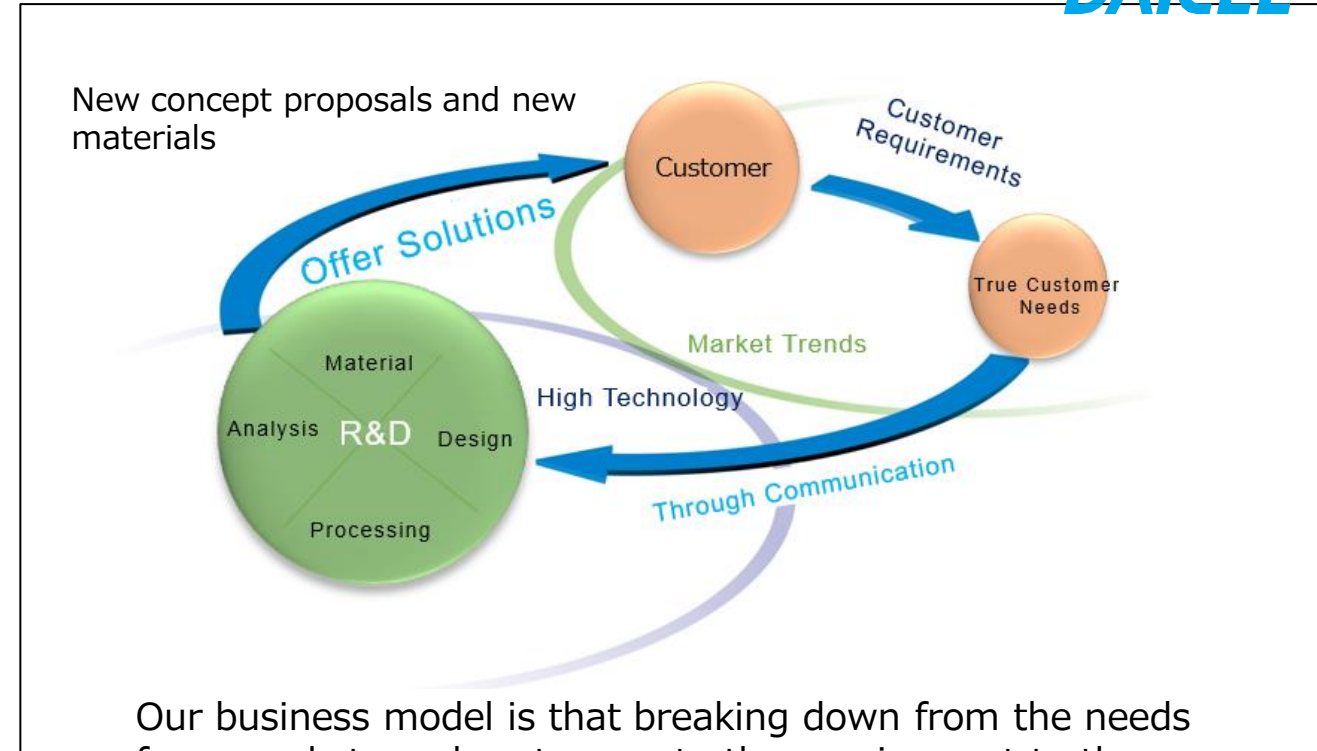 DAICEL
New concept proposals and new
materials
Customer
Customer
Requirements
Offer Solutions
True Customer
Needs
Market Trends
Material
High Technology
Analysis R&D Design
Through Communication
Processing
Our business model is that breaking down from the needs